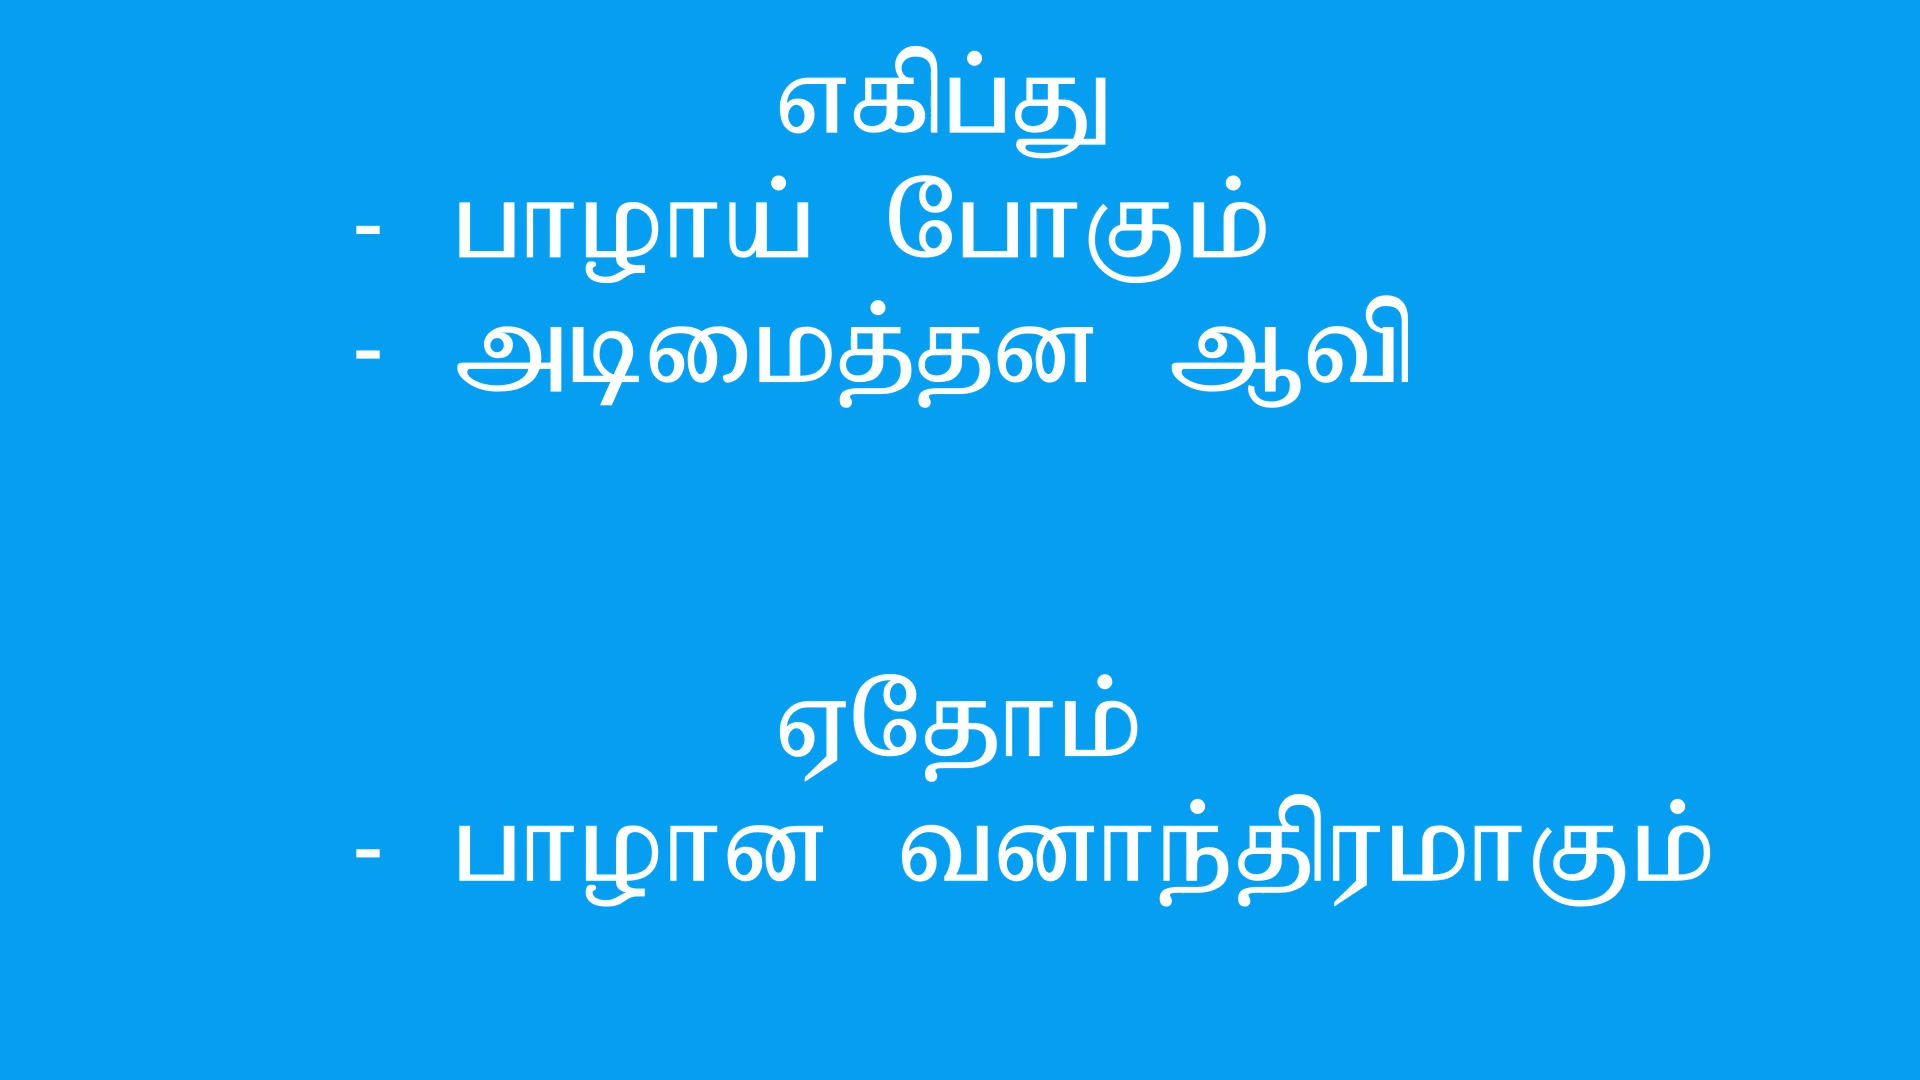 எகிப்து
- பாழாய் போகும்
- அடிமைத்தன ஆவி
ஏதோம்
- பாழான வனாந்திரமாகும்